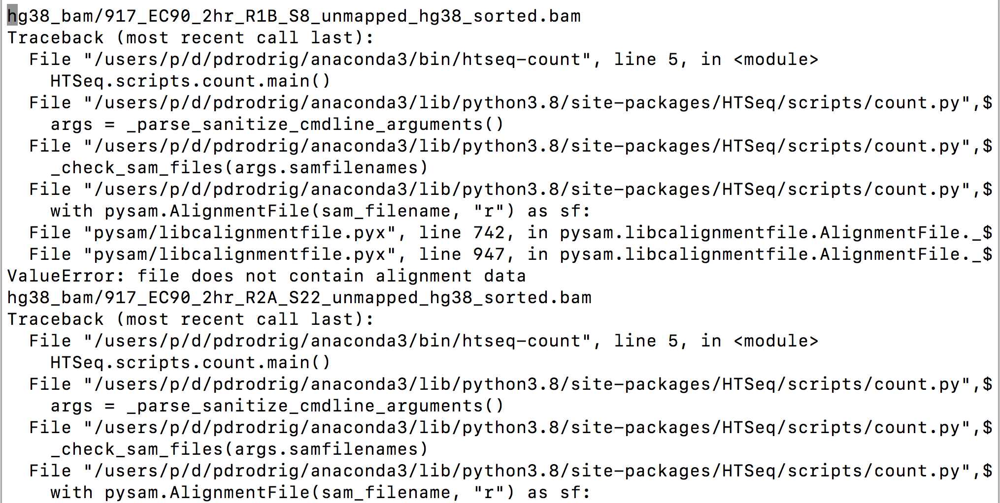 hg38_bam/917_EC90_2hr_R1B_S8_unmapped_hg38_sorted.bam
Traceback (most recent call last):
  File "/users/p/d/pdrodrig/anaconda3/bin/htseq-count", line 5, in <module>
    HTSeq.scripts.count.main()
  File "/users/p/d/pdrodrig/anaconda3/lib/python3.8/site-packages/HTSeq/scripts/count.py",$
    args = _parse_sanitize_cmdline_arguments()
  File "/users/p/d/pdrodrig/anaconda3/lib/python3.8/site-packages/HTSeq/scripts/count.py",$
    _check_sam_files(args.samfilenames)
  File "/users/p/d/pdrodrig/anaconda3/lib/python3.8/site-packages/HTSeq/scripts/count.py",$
    with pysam.AlignmentFile(sam_filename, "r") as sf:
  File "pysam/libcalignmentfile.pyx", line 742, in pysam.libcalignmentfile.AlignmentFile._$
  File "pysam/libcalignmentfile.pyx", line 947, in pysam.libcalignmentfile.AlignmentFile._$
ValueError: file does not contain alignment data
hg38_bam/917_EC90_2hr_R2A_S22_unmapped_hg38_sorted.bam
Traceback (most recent call last):
  File "/users/p/d/pdrodrig/anaconda3/bin/htseq-count", line 5, in <module>
    HTSeq.scripts.count.main()
  File "/users/p/d/pdrodrig/anaconda3/lib/python3.8/site-packages/HTSeq/scripts/count.py",$
    args = _parse_sanitize_cmdline_arguments()
  File "/users/p/d/pdrodrig/anaconda3/lib/python3.8/site-packages/HTSeq/scripts/count.py",$
    _check_sam_files(args.samfilenames)
  File "/users/p/d/pdrodrig/anaconda3/lib/python3.8/site-packages/HTSeq/scripts/count.py",$
    with pysam.AlignmentFile(sam_filename, "r") as sf: